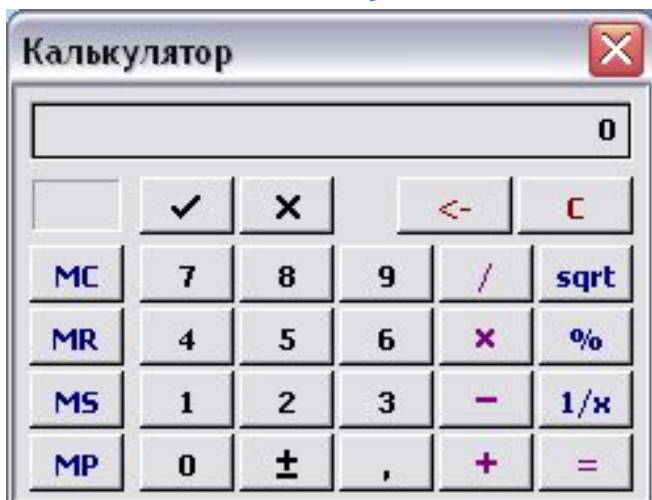 Калькулятор
0
<- C
MC 7 8 9 / sqrt
MR 4 5 6 × %
MS 1 2 3 - 1/x
MP 0 ± , + =